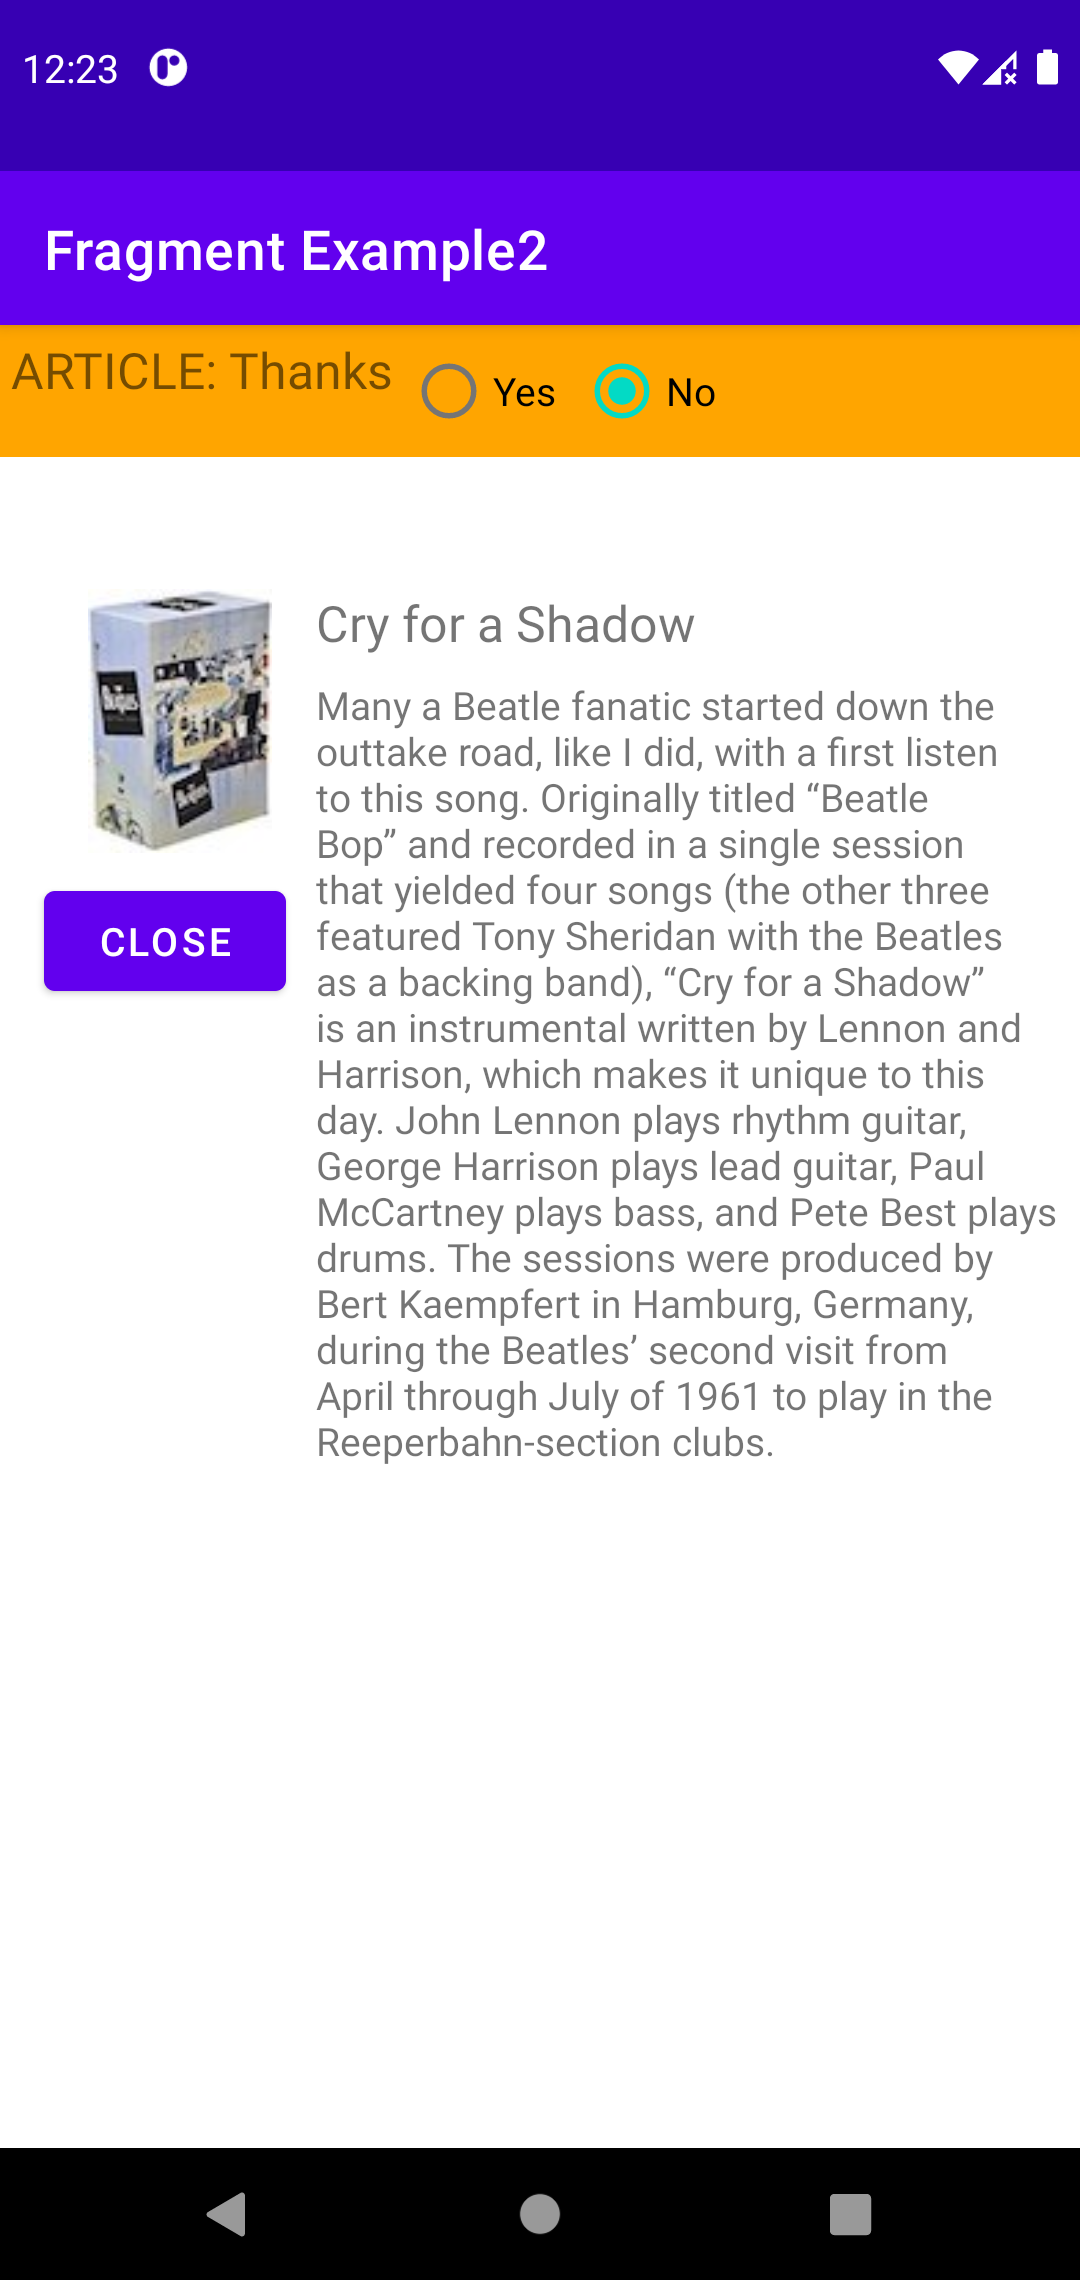 12:23
Fragment Example2
ARTICLE: Thanks Yes No
Cry for a Shadow
Many a Beatle fanatic started down the
outtake road, like I did, with a first listen
to this song. Originally titled “Beatle
Bop” and recorded in a single session
that yielded four songs (the other three
featured Tony Sheridan with the Beatles
as a backing band), “Cry for a Shadow”
is an instrumental written by Lennon and
Harrison, which makes it unique to this
day. John Lennon plays rhythm guitar,
George Harrison plays lead guitar, Paul
McCartney plays bass, and Pete Best plays
drums. The sessions were produced by
Bert Kaempfert in Hamburg, Germany,
during the Beatles’ second visit from
April through July of 1961 to play in the
Reeperbahn-section clubs.
CLOSE